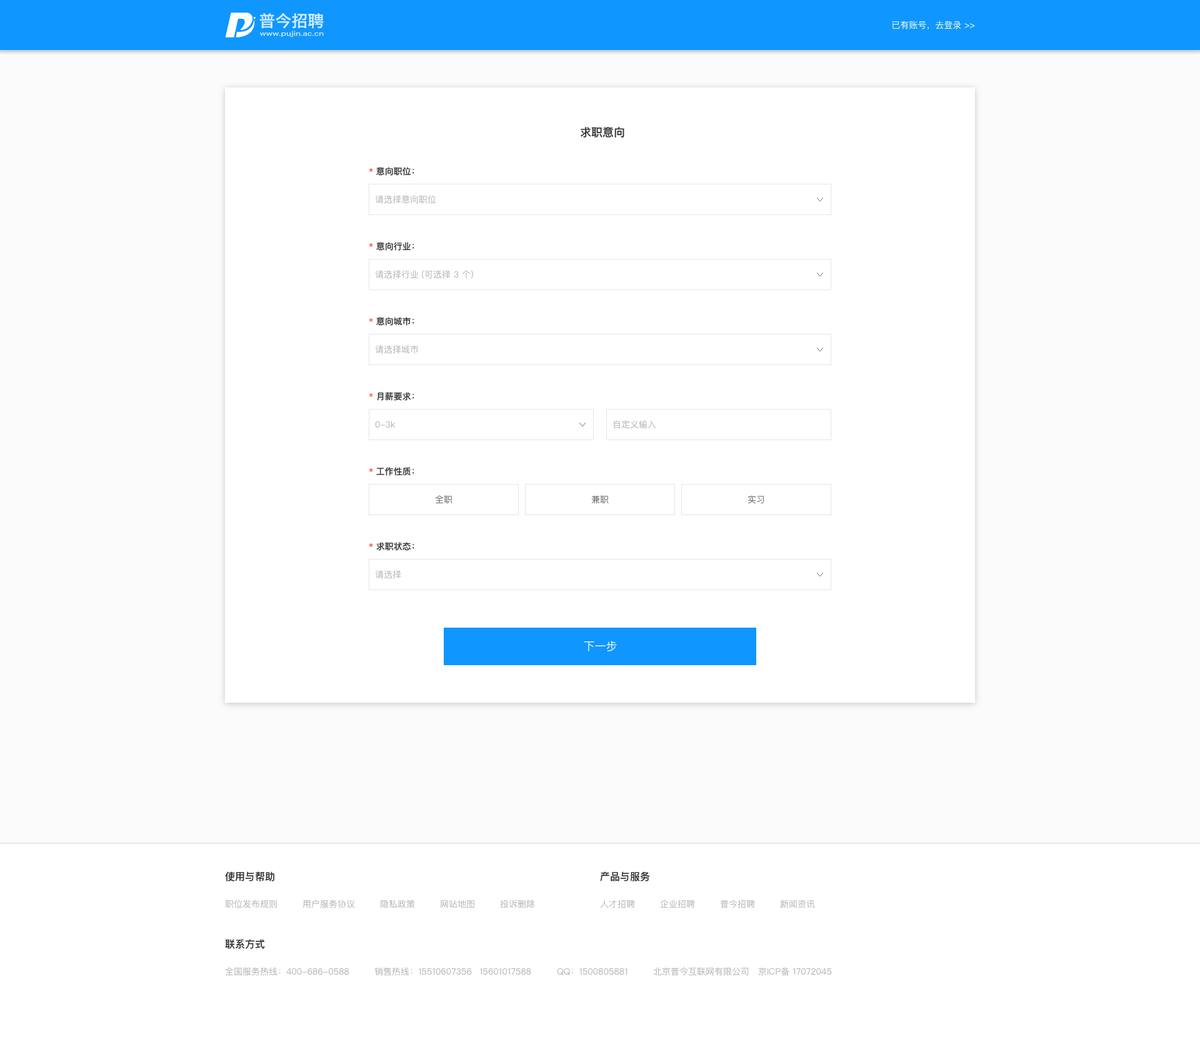 普今招聘
www.pujin.ac.cn
已有账号，去登录 >>
求职意向
* 意向职位：
请选择意向职位
* 意向行业：
请选择行业 (可选择 3 个)
* 意向城市：
请选择城市
* 月薪要求：
0-3k 自定义输入
* 工作性质：
全职 兼职 实习
* 求职状态：
请选择
下一步
使用与帮助 产品与服务
职位发布规则 用户服务协议 隐私政策 网站地图 投诉删除 人才招聘 企业招聘 普今招聘 新闻资讯
联系方式
全国服务热线：400-686-0588 销售热线：15510607356 15601017588 QQ：1500805881 北京普今互联网有限公司 京ICP备 17072045